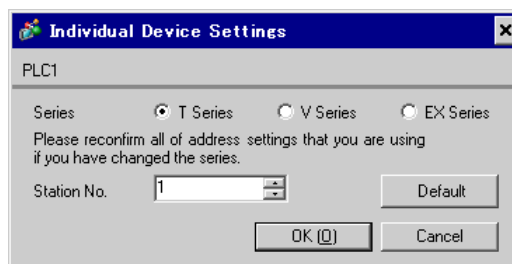 Individual Device Settings
PLC1
Series T Series V Series EX Series
Please reconfirm all of address settings that you are using
if you have changed the series.
Station No. 1 Default
OK (O) Cancel